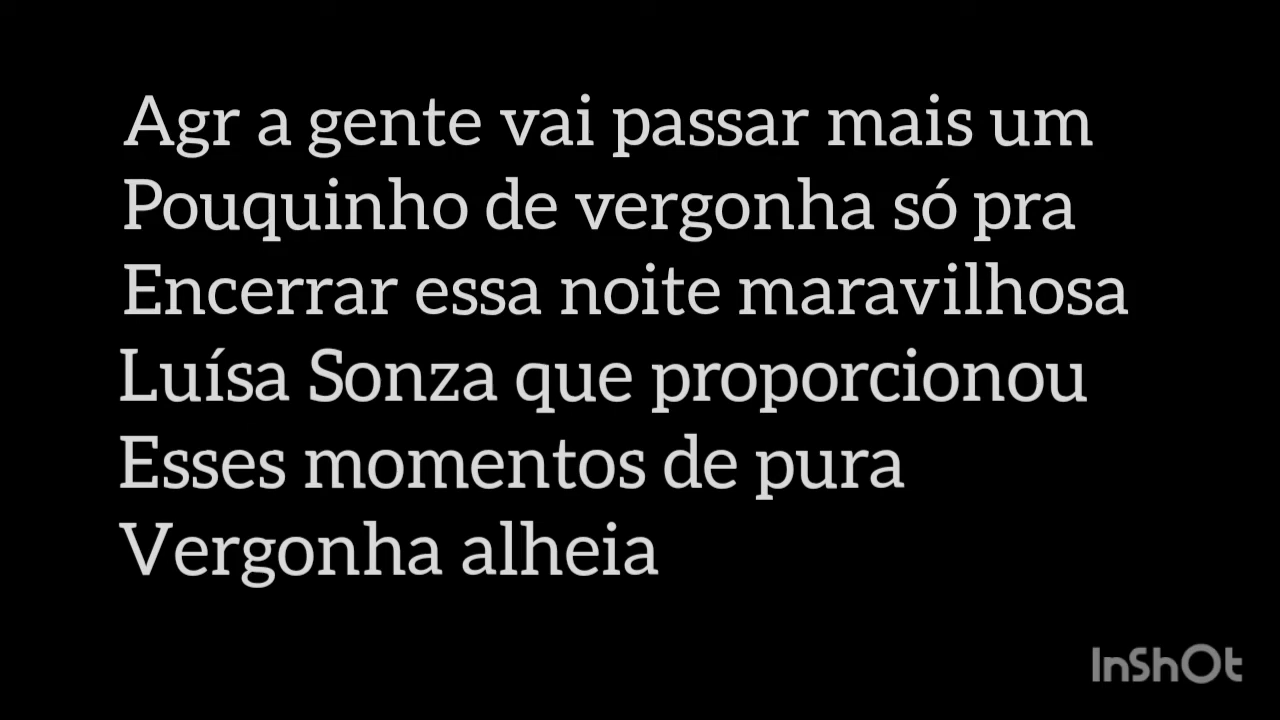 Agr a gente vai passar mais um
Pouquinho de vergonha só pra
Encerrar essa noite maravilhosa
Luísa Sonza que proporcionou
Esses momentos de pura
Vergonha alheia
InShOt